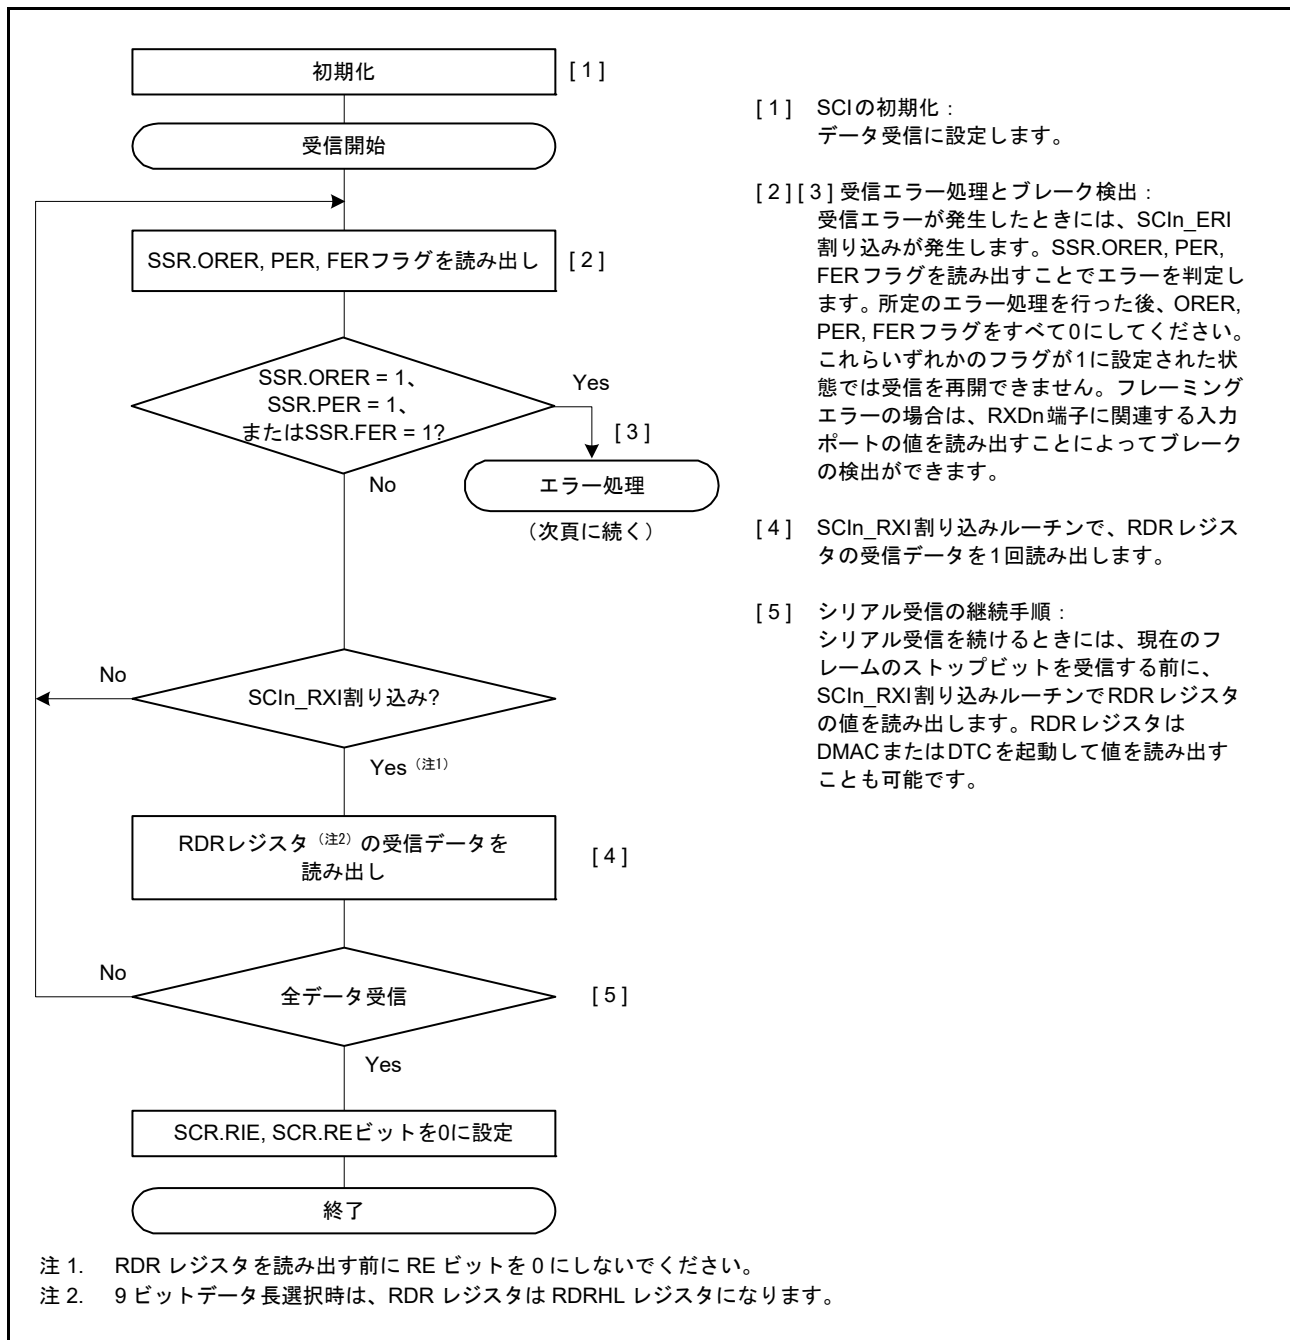 初期化
[ 1 ]
受信開始
SSR.ORER, PER, FERフラグを読み出し
[ 2 ]
SSR.ORER = 1、
SSR.PER = 1、
またはSSR.FER = 1?
Yes
[ 3 ]
No
エラー処理
（次頁に続く）
No
SCIn_RXI割り込み?
Yes（注1）
RDRレジスタ（注2）の受信データを
読み出し
[ 4 ]
No
全データ受信
[ 5 ]
Yes
SCR.RIE, SCR.REビットを0に設定
終了
[ 1 ] SCIの初期化：
データ受信に設定します。
[ 2 ] [ 3 ] 受信エラー処理とブレーク検出：
受信エラーが発生したときには、SCIn_ERI
割り込みが発生します。SSR.ORER, PER,
FERフラグを読み出すことでエラーを判定し
ます。所定のエラー処理を行った後、ORER,
PER, FERフラグをすべて0にしてください。
これらいずれかのフラグが1に設定された状
態では受信を再開できません。フレーミング
エラーの場合は、RXDn端子に関連する入力
ポートの値を読み出すことによってブレーク
の検出ができます。
[ 4 ] SCIn_RXI割り込みルーチンで、RDRレジス
タの受信データを1回読み出します。
[ 5 ] シリアル受信の継続手順：
シリアル受信を続けるときには、現在のフ
レームのストップビットを受信する前に、
SCIn_RXI割り込みルーチンでRDRレジスタ
の値を読み出します。RDRレジスタは
DMACまたはDTCを起動して値を読み出す
ことも可能です。
注 1. RDR レジスタを読み出す前に RE ビットを 0 にしないでください。
注 2. 9 ビットデータ長選択時は、RDR レジスタは RDRHL レジスタになります。